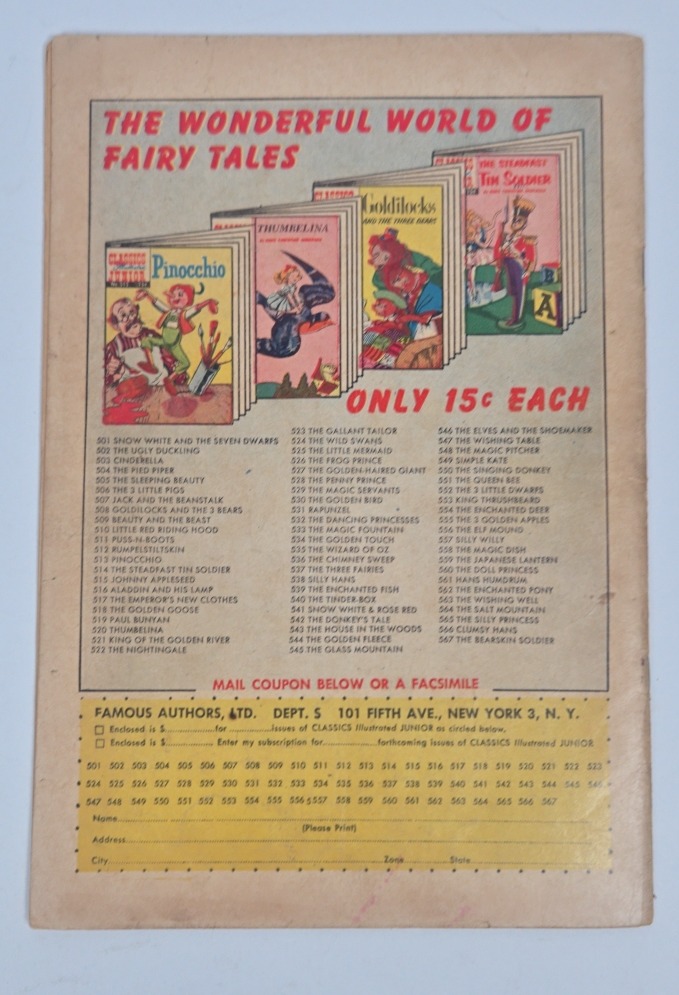 THE WONDERFUL WORLD OF
FAIRY TALES
CLASSICS
JUNIOR
Pinocchio
THUMBELINA
Goldilocks
AND THE THREE BEARS
THE STEADFAST
TIN SOLDIER
B
A
ONLY 15¢ EACH
501 SNOW WHITE AND THE SEVEN DWARFS
502 THE UGLY DUCKLING
503 CINDERELLA
504 THE PIED PIPER
505 THE SLEEPING BEAUTY
506 THE 3 LITTLE PIGS
507 JACK AND THE BEANSTALK
508 GOLDILOCKS AND THE 3 BEARS
509 BEAUTY AND THE BEAST
510 LITTLE RED RIDING HOOD
511 PUSS-N-BOOTS
512 RUMPELSTILTSKIN
513 PINOCCHIO
514 THE STEADFAST TIN SOLDIER
515 JOHNNY APPLESEED
516 ALADDIN AND HIS LAMP
517 THE EMPEROR'S NEW CLOTHES
518 THE GOLDEN GOOSE
519 PAUL BUNYAN
520 THUMBELINA
521 KING OF THE GOLDEN RIVER
522 THE NIGHTINGALE
523 THE GALLANT TAILOR
524 THE WILD SWANS
525 THE LITTLE MERMAID
526 THE FROG PRINCE
527 THE GOLDEN-HAIRED GIANT
528 THE PENNY PRINCE
529 THE MAGIC SERVANTS
530 THE GOLDEN BIRD
531 RAPUNZEL
532 THE DANCING PRINCESSES
533 THE MAGIC FOUNTAIN
534 THE GOLDEN TOUCH
535 THE WIZARD OF OZ
536 THE CHIMNEY SWEEP
537 THE THREE FAIRIES
538 SILLY HANS
539 THE ENCHANTED FISH
540 THE TINDER-BOX
541 SNOW WHITE & ROSE RED
542 THE DONKEY'S TALE
543 THE HOUSE IN THE WOODS
544 THE GOLDEN FLEECE
545 THE GLASS MOUNTAIN
546 THE ELVES AND THE SHOEMAKER
547 THE WISHING TABLE
548 THE MAGIC PITCHER
549 SIMPLE KATE
550 THE SINGING DONKEY
551 THE QUEEN BEE
552 THE 3 LITTLE DWARFS
553 KING THRUSHBEARD
554 THE ENCHANTED DEER
555 THE 3 GOLDEN APPLES
556 THE ELF MOUND
557 SILLY WILLY
558 THE MAGIC DISH
559 THE JAPANESE LANTERN
560 THE DOLL PRINCESS
561 HANS HUMDRUM
562 THE ENCHANTED PONY
563 THE WISHING WELL
564 THE SALT MOUNTAIN
565 THE SILLY PRINCESS
566 CLUMSY HANS
567 THE BEARSKIN SOLDIER
MAIL COUPON BELOW OR A FACSIMILE
FAMOUS AUTHORS, LTD. DEPT. S 101 FIFTH AVE., NEW YORK 3, N. Y.
Enclosed is $ for issues of CLASSICS Illustrated JUNIOR as circled below,
Enclosed is $ Enter my subscription for forthcoming issues of CLASSICS Illustrated JUNIOR
501 502 503 504 505 506 507 508 509 510 511 512 513 514 515 516 517 518 519 520 521 522 523
524 525 526 527 528 529 530 531 532 533 534 535 536 537 538 539 540 541 542 543 544 545 546
547 548 549 550 551 552 553 554 555 556 557 558 559 560 561 562 563 564 565 566 567
Name
(Please Print)
Address
City Zone State